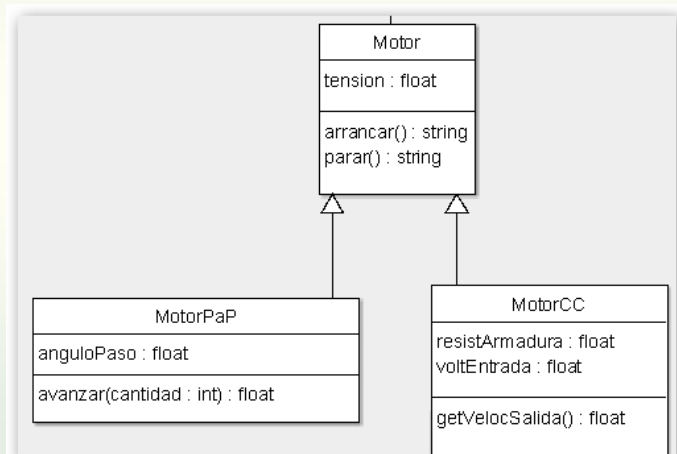 Motor
tension : float
arrancar() : string
parar() : string
MotorPaP
anguloPaso : float
avanzar(cantidad : int) : float
MotorCC
resistArmadura : float
voltEntrada : float
getVelocSalida() : float